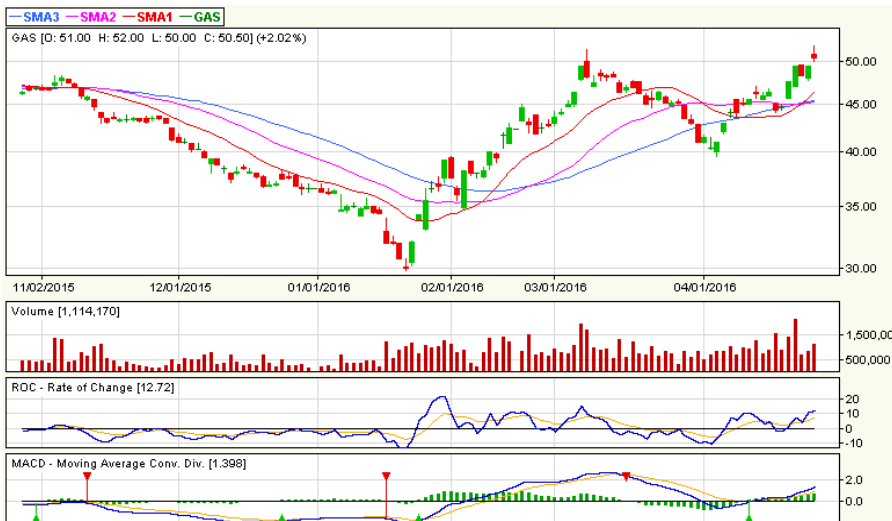 SMA3 SMA2 SMA1 GAS
GAS [O: 51.00 H: 52.00 L: 50.00 C: 50.50] (+2.02%)
50.00
45.00
40.00
35.00
30.00
11/02/2015 12/01/2015 01/01/2016 02/01/2016 03/01/2016 04/01/2016
Volume [1,114,170]
1,500,00
500,000
ROC - Rate of Change [12.72]
20
10
0
-10
MACD - Moving Average Conv. Div. [1.398]
2.0
0.0